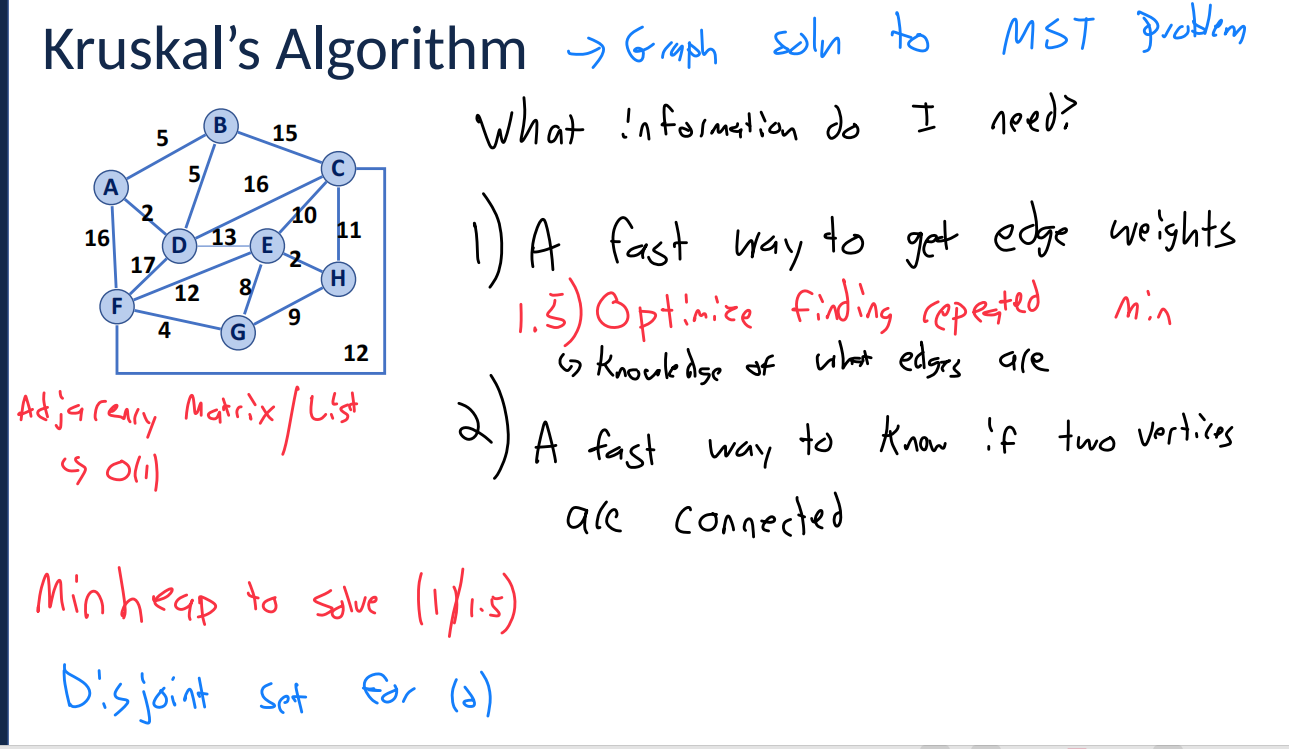 Kruskal's Algorithm → Graph soln to MST Problem
What information do I need?
1) A fast way to get edge weights
1.5) Optimize finding repeated min
↳ Knowledge of what edges are
2) A fast way to know if two vertices
are connected
B
5
15
C
5
16
A
2
10
11
16
D
13
E
2
17
H
12
8
F
9
4
G
12
Adjacency Matrix/List
↳ O(1)
Minheap to solve (1/1.5)
Disjoint set for (2)